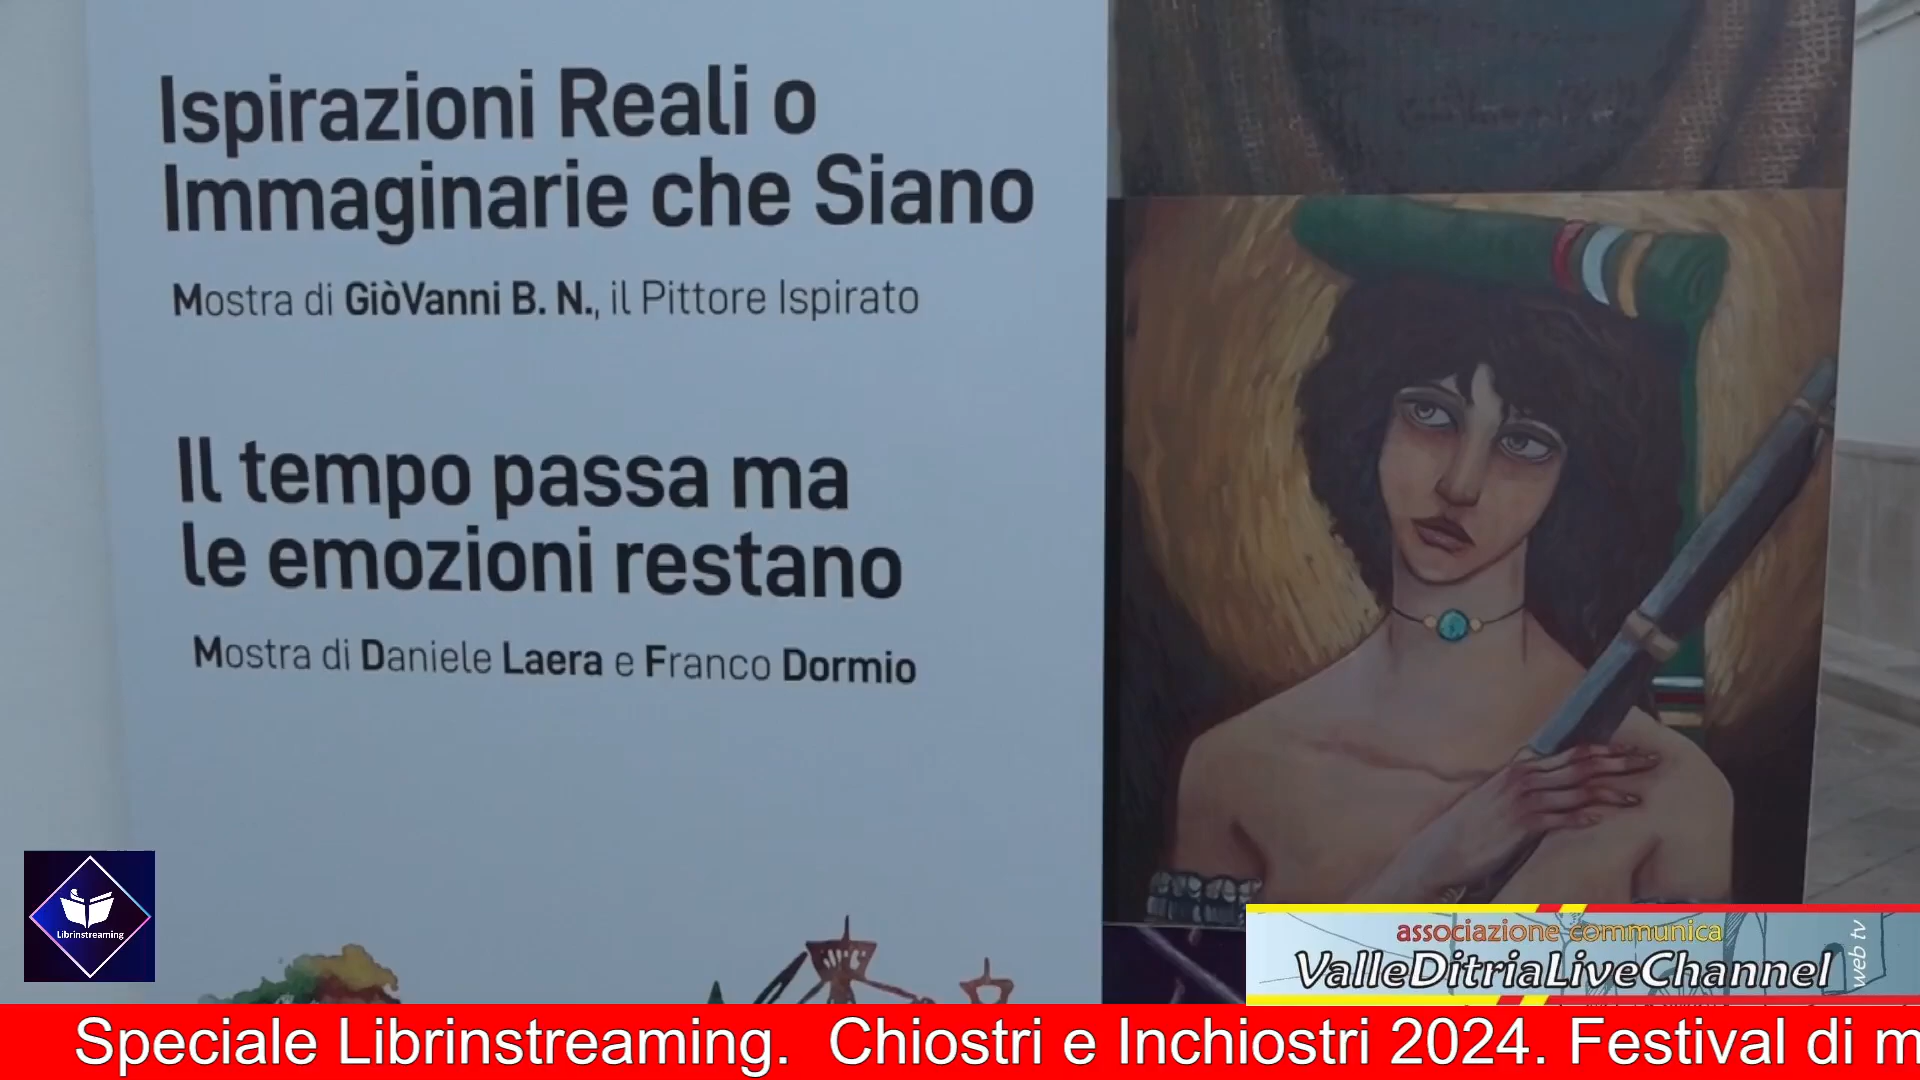 Ispirazioni Reali o
Immaginarie che Siano
Mostra di GiòVanni B. N., il Pittore Ispirato
Il tempo passa ma
le emozioni restano
Mostra di Daniele Laera e Franco Dormio
Librinstreaming
associazione communica
ValleDitriaLiveChannel
web tv
Speciale Librinstreaming. Chiostri e Inchiostri 2024. Festival di m